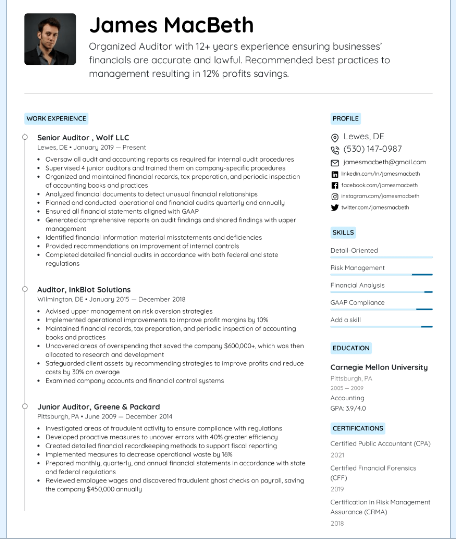 James MacBeth
Organized Auditor with 12+ years experience ensuring businesses'
financials are accurate and lawful. Recommended best practices to
management resulting in 12% profits savings.
WORK EXPERIENCE
Senior Auditor , Wolf LLC
Lewes, DE • January 2019 — Present
• Oversaw all audit and accounting reports as required for internal audit procedures
• Supervised 4 junior auditors and trained them on company-specific procedures
• Organized and maintained financial records, tax preparation, and periodic inspection
of accounting books and practices
• Analyzed financial documents to detect unusual financial relationships
• Planned and conducted operational and financial audits quarterly and annually
• Ensured all financial statements aligned with GAAP
• Generated comprehensive reports on audit findings and shared findings with upper
management
• Identified financial information material misstatements and deficiencies
• Provided recommendations on improvement of internal controls
• Completed detailed financial audits in accordance with both federal and state
regulations
Auditor, InkBlot Solutions
Wilmington, DE • January 2015 — December 2018
• Advised upper management on risk aversion strategies
• Implemented operational improvements to improve profit margins by 10%
• Maintained financial records, tax preparation, and periodic inspection of accounting
books and practices
• Uncovered areas of overspending that saved the company $600,000+, which was then
allocated to research and development
• Safeguarded client assets by recommending strategies to improve profits and reduce
costs by 30% on average
• Examined company accounts and financial control systems
Junior Auditor, Greene & Packard
Pittsburgh, PA • June 2009 — December 2014
• Investigated areas of fraudulent activity to ensure compliance with regulations
• Developed proactive measures to uncover errors with 40% greater efficiency
• Created detailed financial recordkeeping methods to support fiscal reporting
• Implemented measures to decrease operational waste by 16%
• Prepared monthly, quarterly, and annual financial statements in accordance with state
and federal regulations
• Reviewed employee wages and discovered fraudulent ghost checks on payroll, saving
the company $450,000 annually
PROFILE
Lewes, DE
(530) 147-0987
jamesmacbeth@gmail.com
linkedin.com/in/jamesmacbeth
facebook.com/jamesmacbeth
instagram.com/jamesmacbeth
twitter.com/jamesmacbeth
SKILLS
Detail-Oriented
Risk Management
Financial Analysis
GAAP Compliance
Add a skill
EDUCATION
Carnegie Mellon University
Pittsburgh, PA
2005 — 2009
Accounting
GPA: 3.9/4.0
CERTIFICATIONS
Certified Public Accountant (CPA)
2021
Certified Financial Forensics
(CFF)
2019
Certification in Risk Management
Assurance (CRMA)
2018